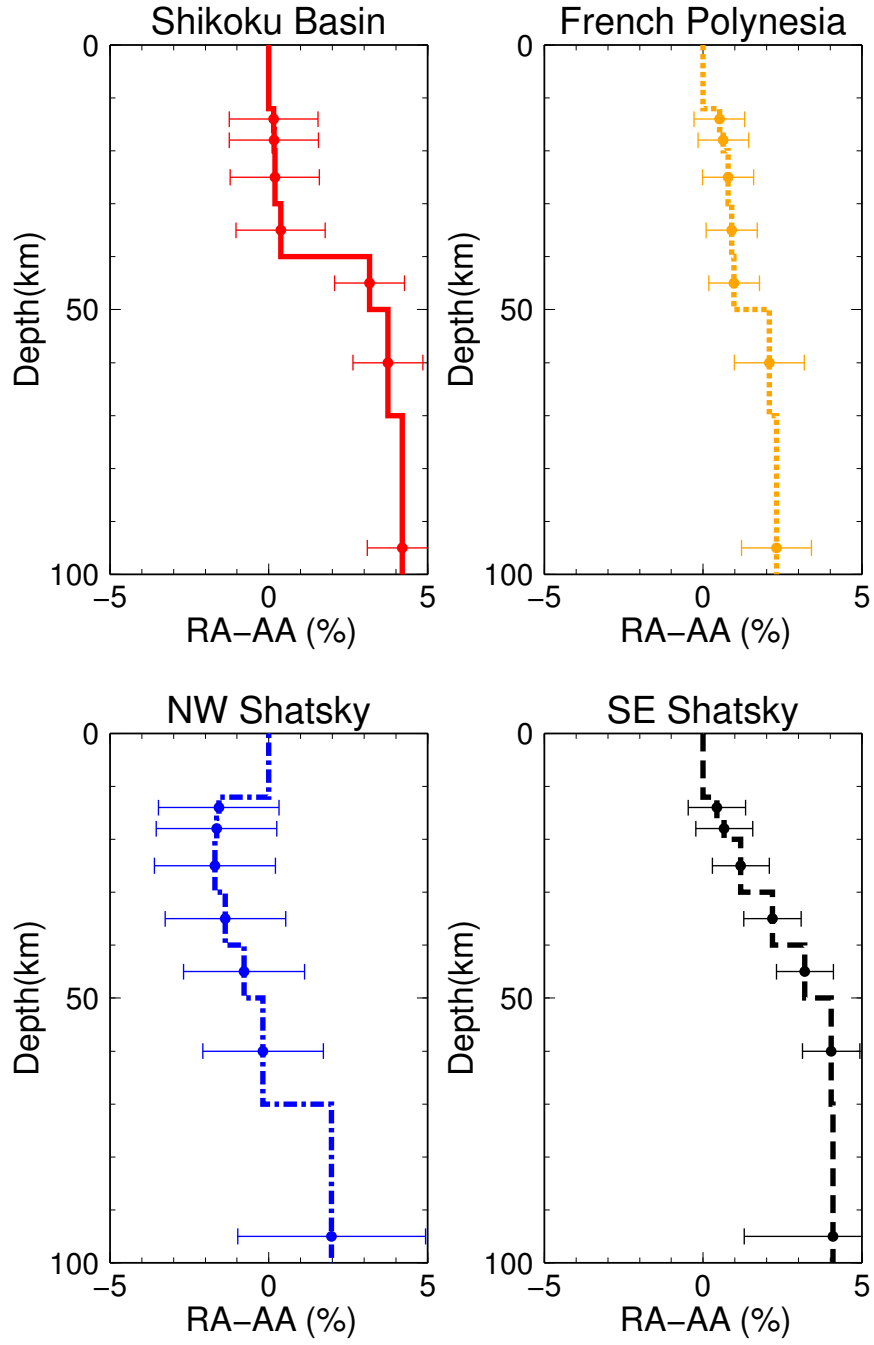 Shikoku Basin
0
50
100
Depth(km)
−5 0 5
RA−AA (%)
French Polynesia
0
50
100
Depth(km)
−5 0 5
RA−AA (%)
NW Shatsky
0
50
100
Depth(km)
−5 0 5
RA−AA (%)
SE Shatsky
0
50
100
Depth(km)
−5 0 5
RA−AA (%)